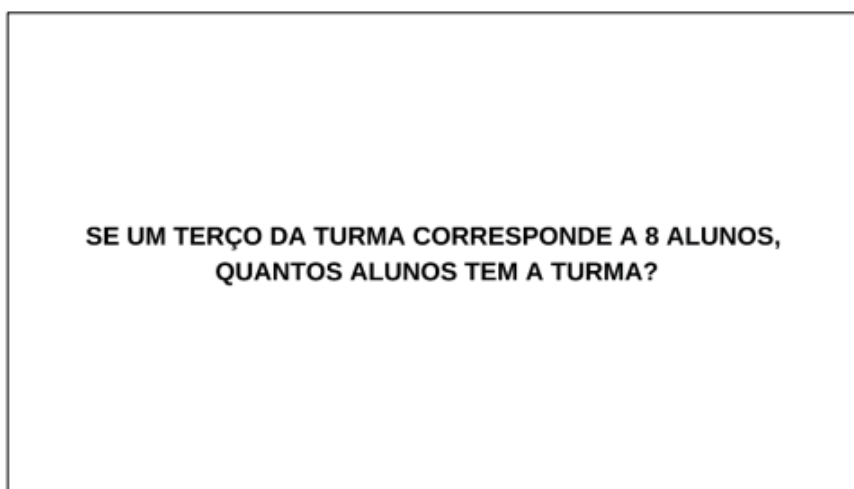 SE UM TERÇO DA TURMA CORRESPONDE A 8 ALUNOS,
QUANTOS ALUNOS TEM A TURMA?